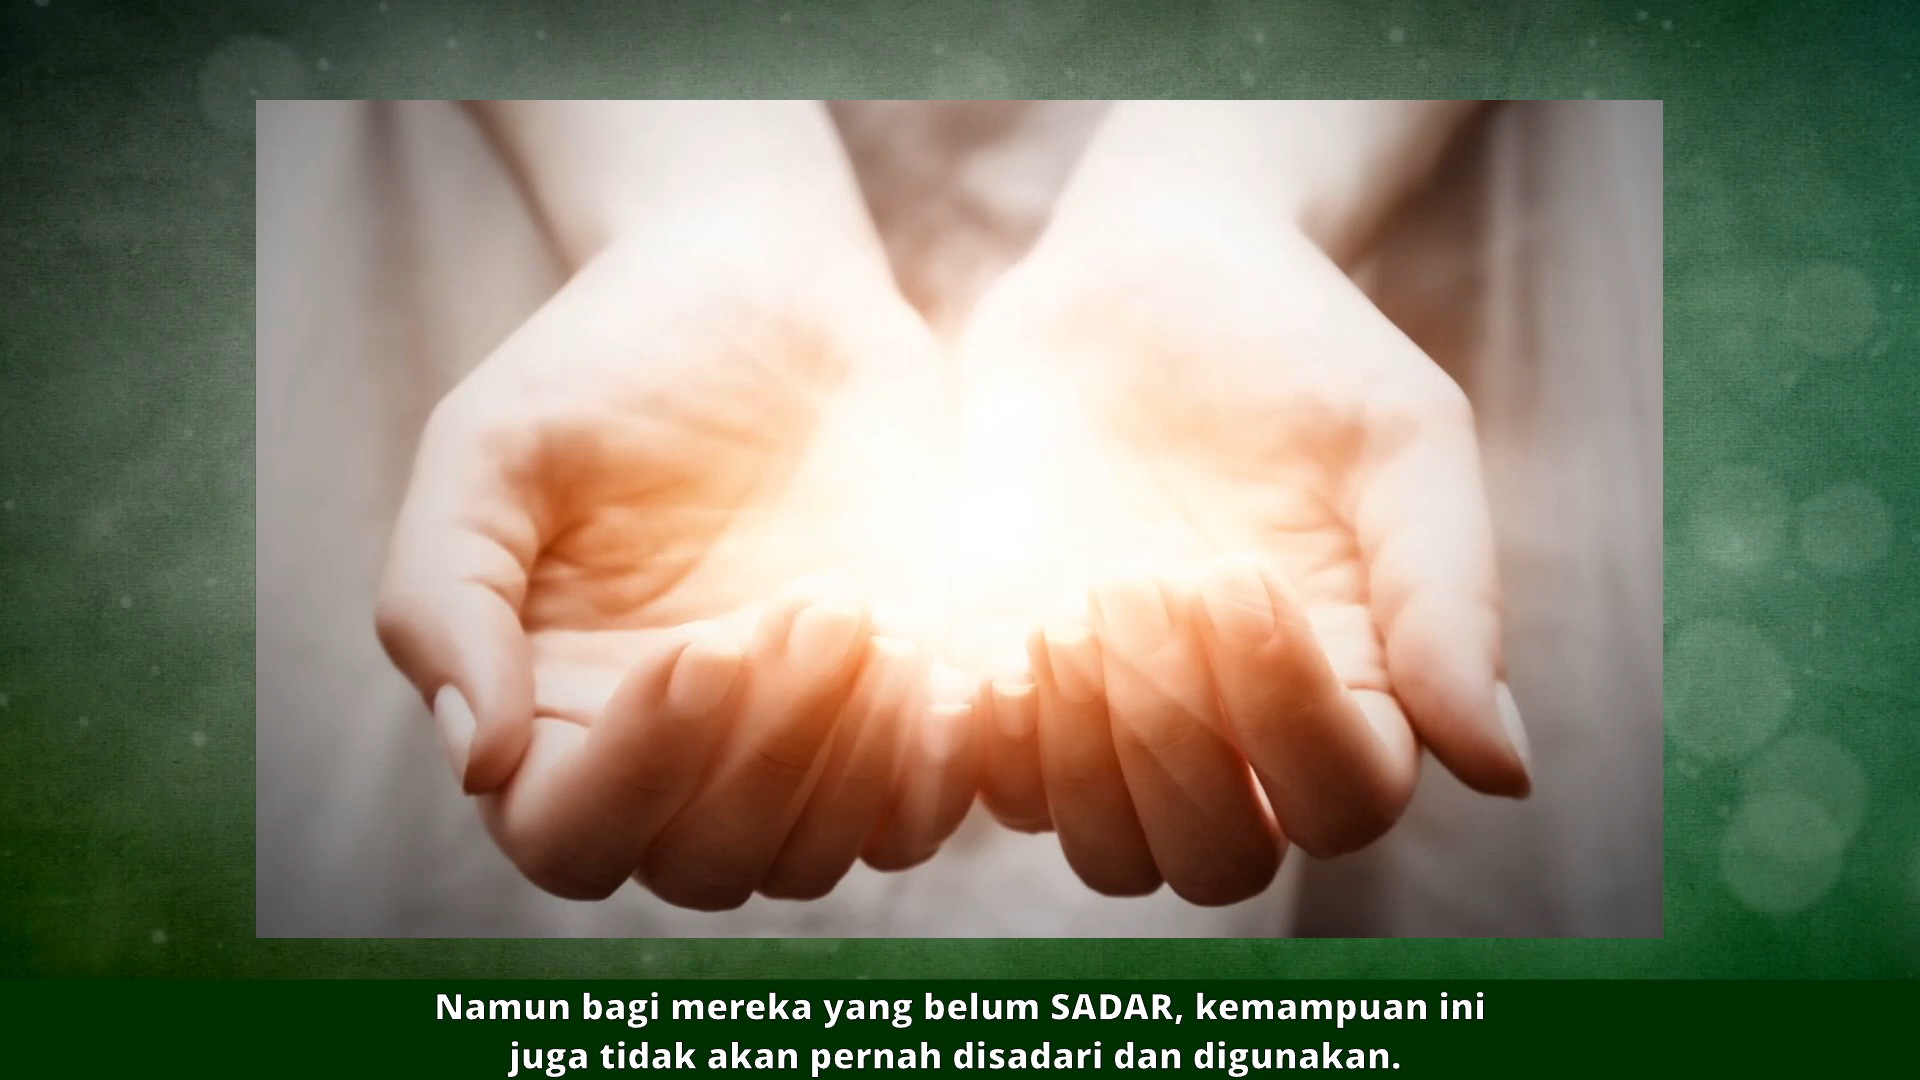 Namun bagi mereka yang belum SADAR, kemampuan ini
juga tidak akan pernah disadari dan digunakan.